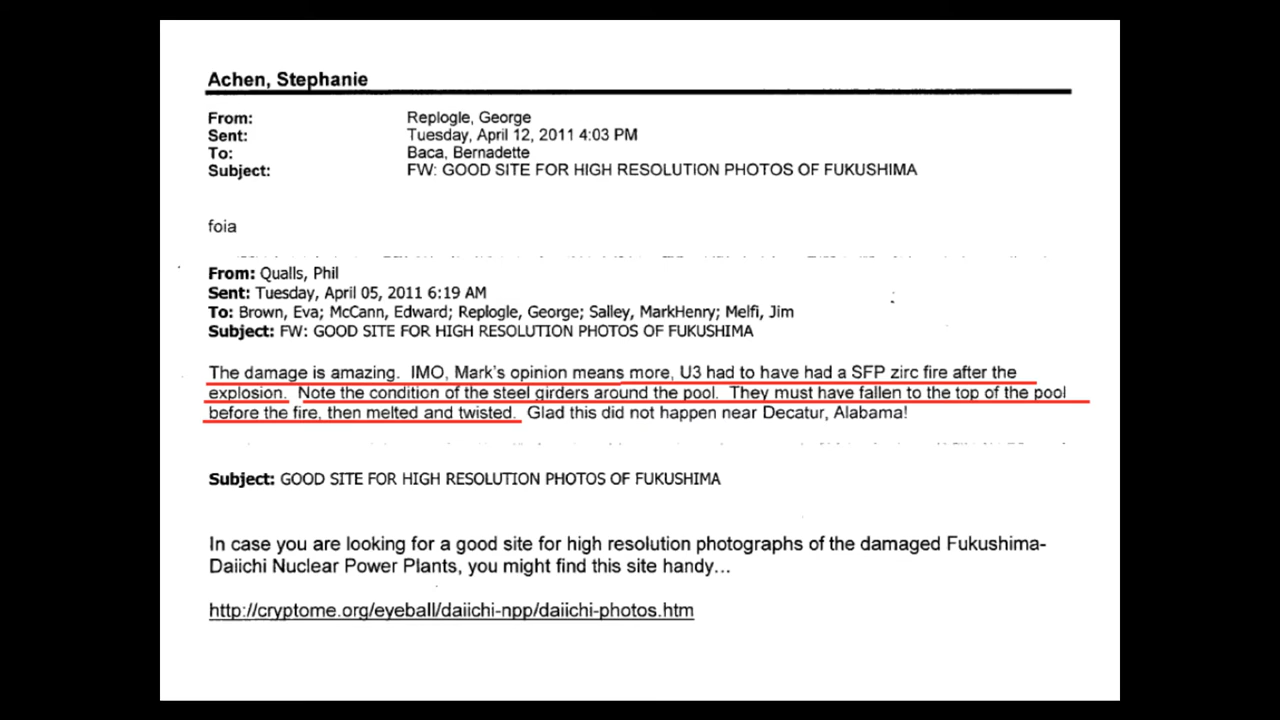 Achen, Stephanie
From: Replogle, George
Sent: Tuesday, April 12, 2011 4:03 PM
To: Baca, Bernadette
Subject: FW: GOOD SITE FOR HIGH RESOLUTION PHOTOS OF FUKUSHIMA
foia
From: Qualls, Phil
Sent: Tuesday, April 05, 2011 6:19 AM
To: Brown, Eva; McCann, Edward; Replogle, George; Salley, MarkHenry; Melfi, Jim
Subject: FW: GOOD SITE FOR HIGH RESOLUTION PHOTOS OF FUKUSHIMA
The damage is amazing. IMO, Mark's opinion means more, U3 had to have had a SFP zirc fire after the
explosion. Note the condition of the steel girders around the pool. They must have fallen to the top of the pool
before the fire, then melted and twisted. Glad this did not happen near Decatur, Alabama!
Subject: GOOD SITE FOR HIGH RESOLUTION PHOTOS OF FUKUSHIMA
In case you are looking for a good site for high resolution photographs of the damaged Fukushima-
Daiichi Nuclear Power Plants, you might find this site handy...
http://cryptome.org/eyeball/daiichi-npp/daiichi-photos.htm